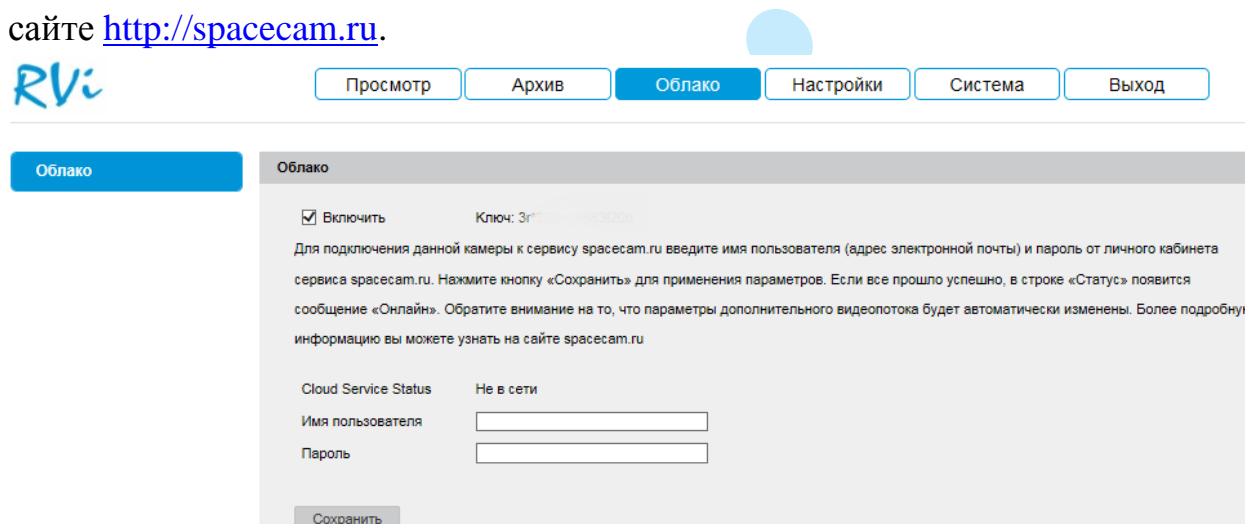 сайте http://spacecam.ru.
RVi
Просмотр Архив Облако Настройки Система Выход
Облако
Облако
Включить Ключ:
Для подключения данной камеры к сервису spacecam.ru введите имя пользователя (адрес электронной почты) и пароль от личного кабинета
сервиса spacecam.ru. Нажмите кнопку «Сохранить» для применения параметров. Если все прошло успешно, в строке «Статус» появится
сообщение «Онлайн». Обратите внимание на то, что параметры дополнительного видеопотока будет автоматически изменены. Более подробну
информацию вы можете узнать на сайте spacecam.ru
Cloud Service Status Не в сети
Имя пользователя
Пароль
Сохранить